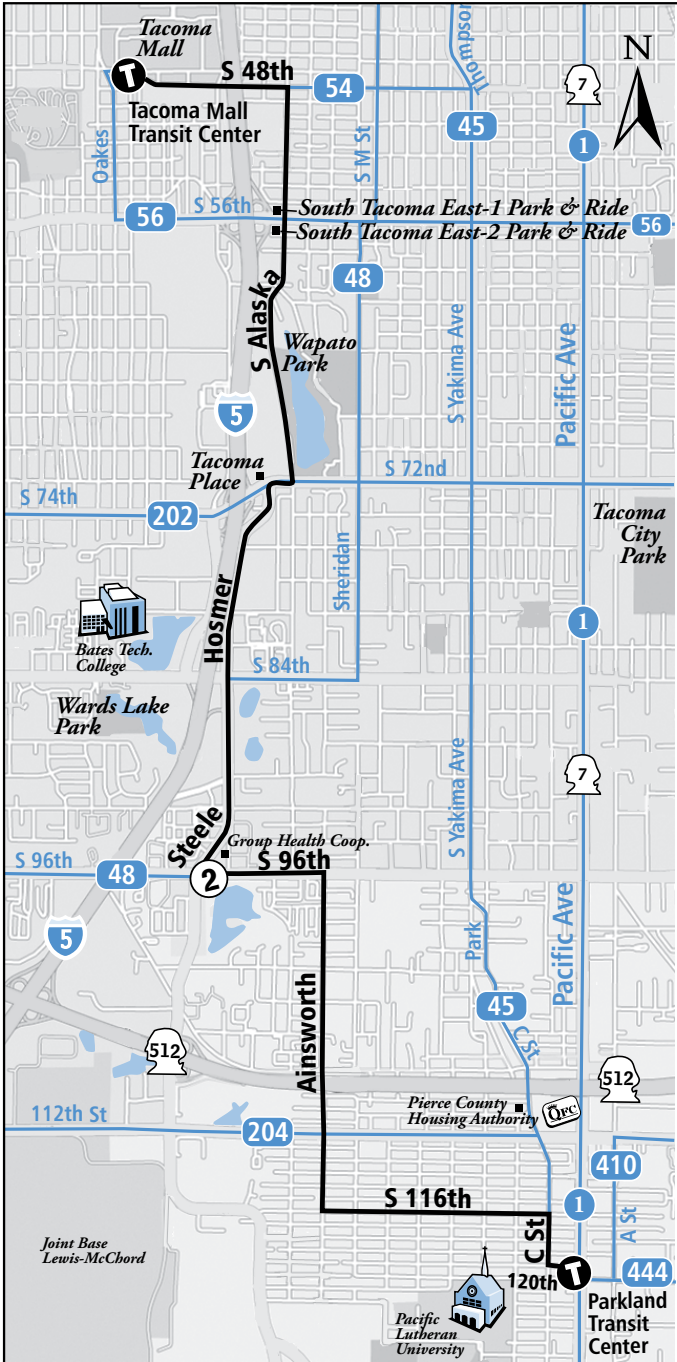 Tacoma
Mall
Thompson
N
7
S 48th
54
Tacoma Mall
Transit Center
45
1
Oakes
S M St
S 56th
56
South Tacoma East-1 Park & Ride
South Tacoma East-2 Park & Ride
56
48
S Alaska
Wapato
Park
S Yakima Ave
Pacific Ave
5
Tacoma
Place
S 72nd
S 74th
202
Tacoma
City
Park
Sheridan
Hosmer
1
Bates Tech.
College
S 84th
Wards Lake
Park
S Yakima Ave
7
Steele
Group Health Coop.
S 96th
S 96th
48
2
5
Park
Pacific Ave
Ainsworth
45
C St
512
512
Pierce County
Housing Authority
QFC
112th St
204
410
S 116th
1
A St
C St
Joint Base
Lewis-McChord
120th
444
Parkland
Transit
Center
Pacific
Lutheran
University
T
T